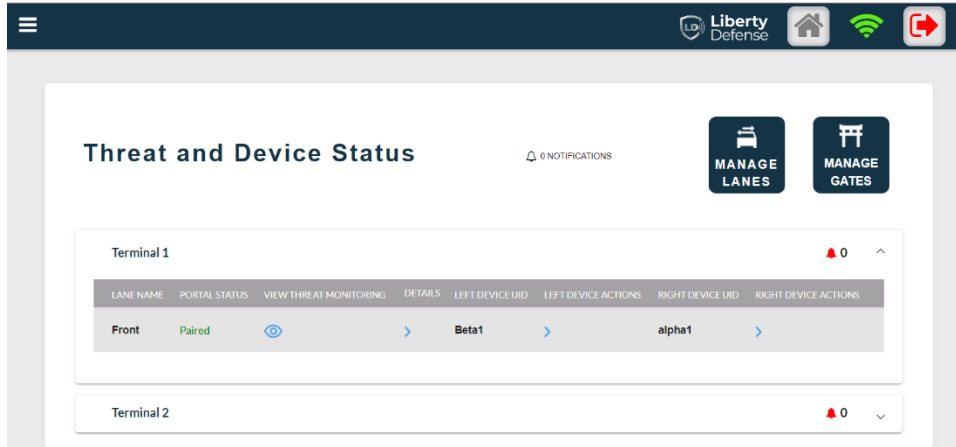 LD Liberty
Defense
Threat and Device Status
0 NOTIFICATIONS
MANAGE
LANES
MANAGE
GATES
Terminal 1
0
LANE NAME PORTAL STATUS VIEW THREAT MONITORING DETAILS LEFT DEVICE UID LEFT DEVICE ACTIONS RIGHT DEVICE UID RIGHT DEVICE ACTIONS
Front Paired Beta1 alpha1
Terminal 2
0